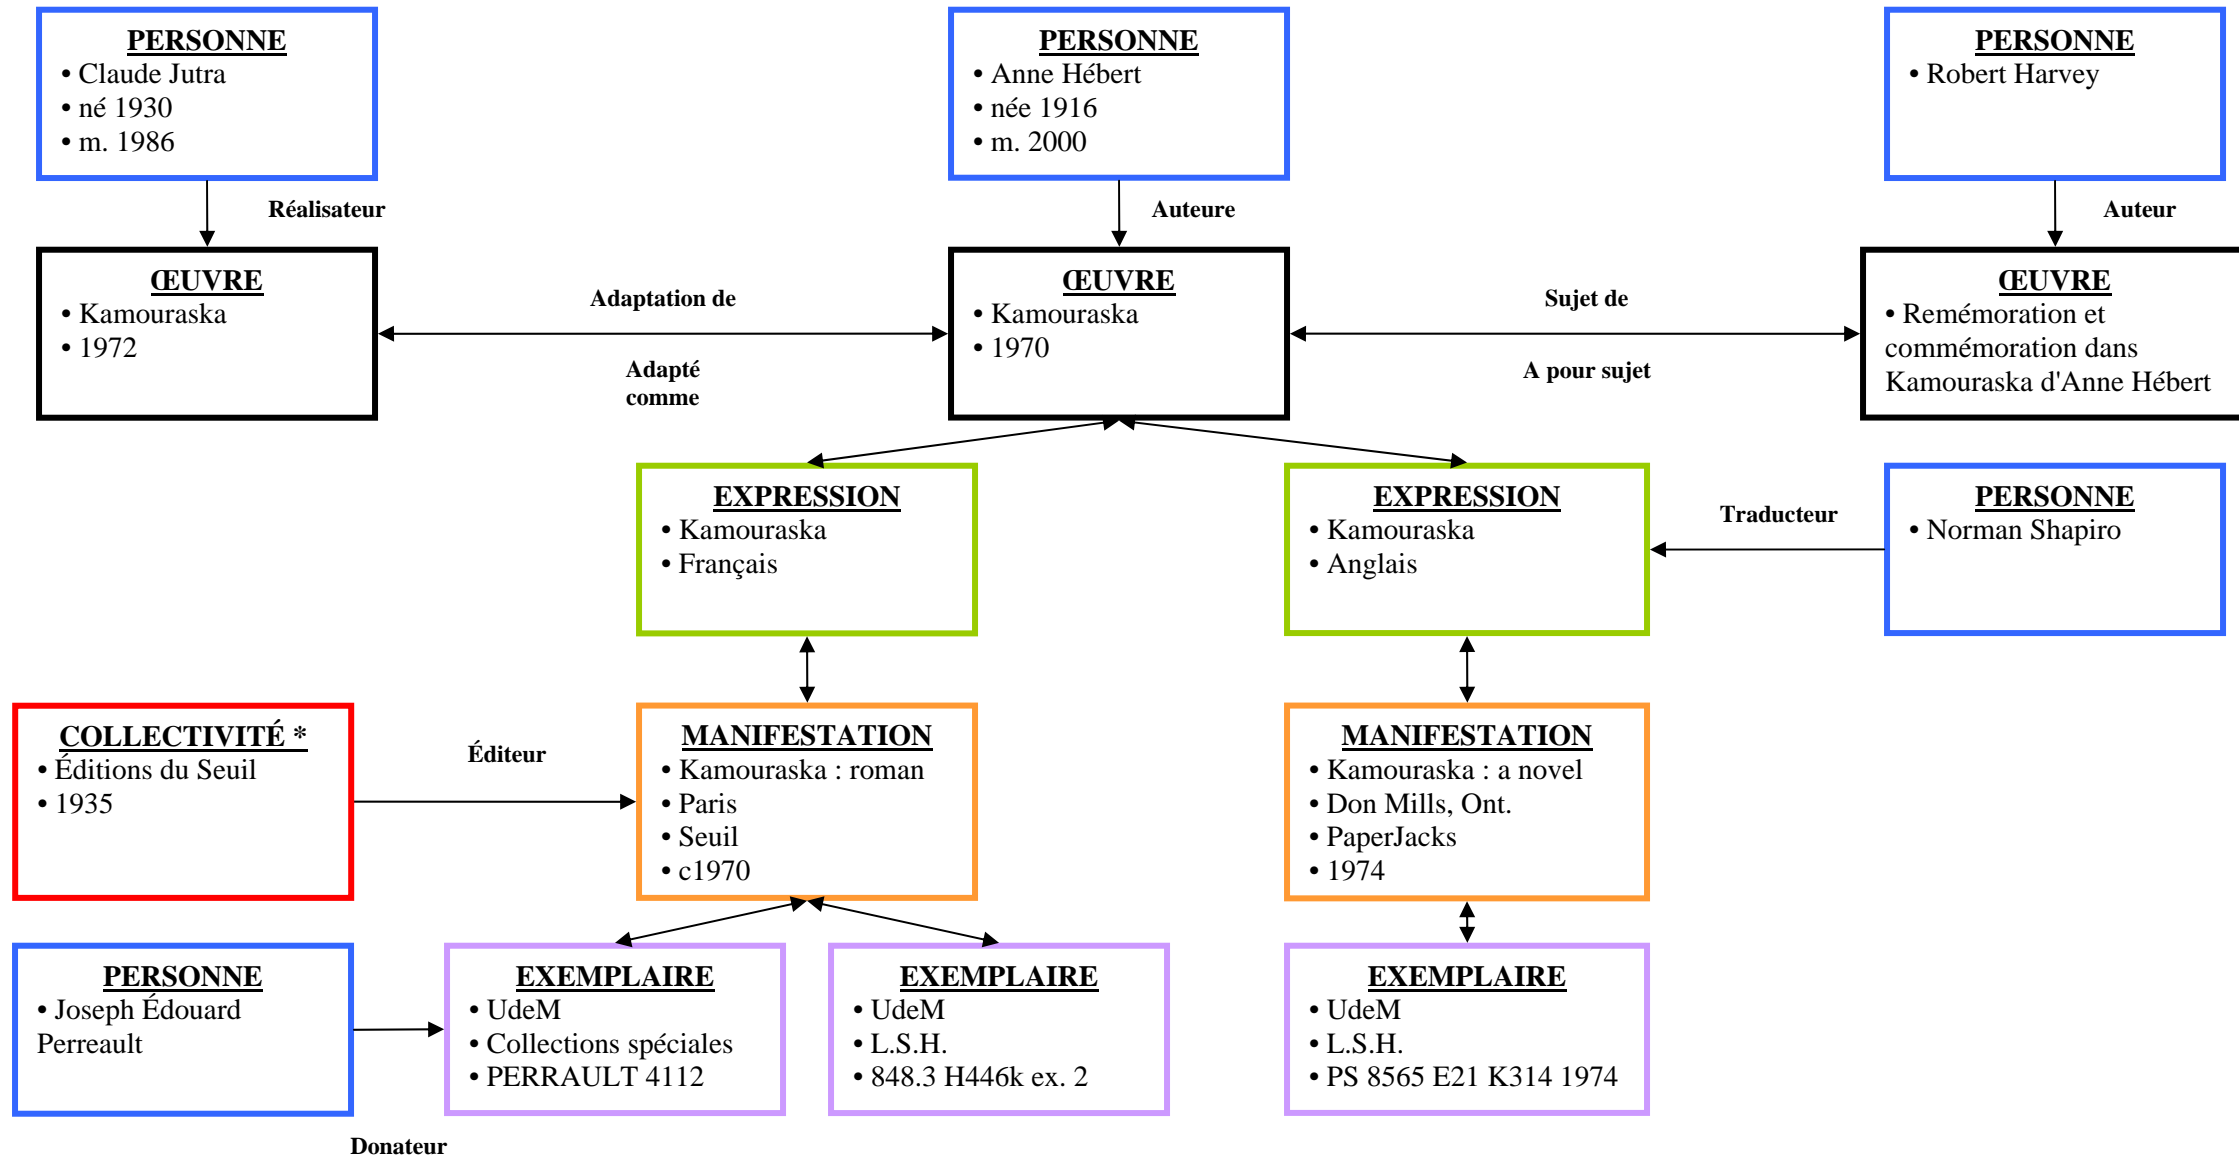 PERSONNE
• Claude Jutra
• né 1930
• m. 1986
PERSONNE
• Anne Hébert
• née 1916
• m. 2000
PERSONNE
• Robert Harvey
Réalisateur
Auteure
Auteur
ŒUVRE
• Kamouraska
• 1972
Adaptation de
Adapté
comme
ŒUVRE
• Kamouraska
• 1970
Sujet de
A pour sujet
ŒUVRE
• Remémoration et
commémoration dans
Kamouraska d'Anne Hébert
EXPRESSION
• Kamouraska
• Français
EXPRESSION
• Kamouraska
• Anglais
Traducteur
PERSONNE
• Norman Shapiro
COLLECTIVITÉ *
• Éditions du Seuil
• 1935
Éditeur
MANIFESTATION
• Kamouraska : roman
• Paris
• Seuil
• c1970
MANIFESTATION
• Kamouraska : a novel
• Don Mills, Ont.
• PaperJacks
• 1974
PERSONNE
• Joseph Édouard
Perreault
EXEMPLAIRE
• UdeM
• Collections spéciales
• PERRAULT 4112
EXEMPLAIRE
• UdeM
• L.S.H.
• 848.3 H446k ex. 2
EXEMPLAIRE
• UdeM
• L.S.H.
• PS 8565 E21 K314 1974
Donateur